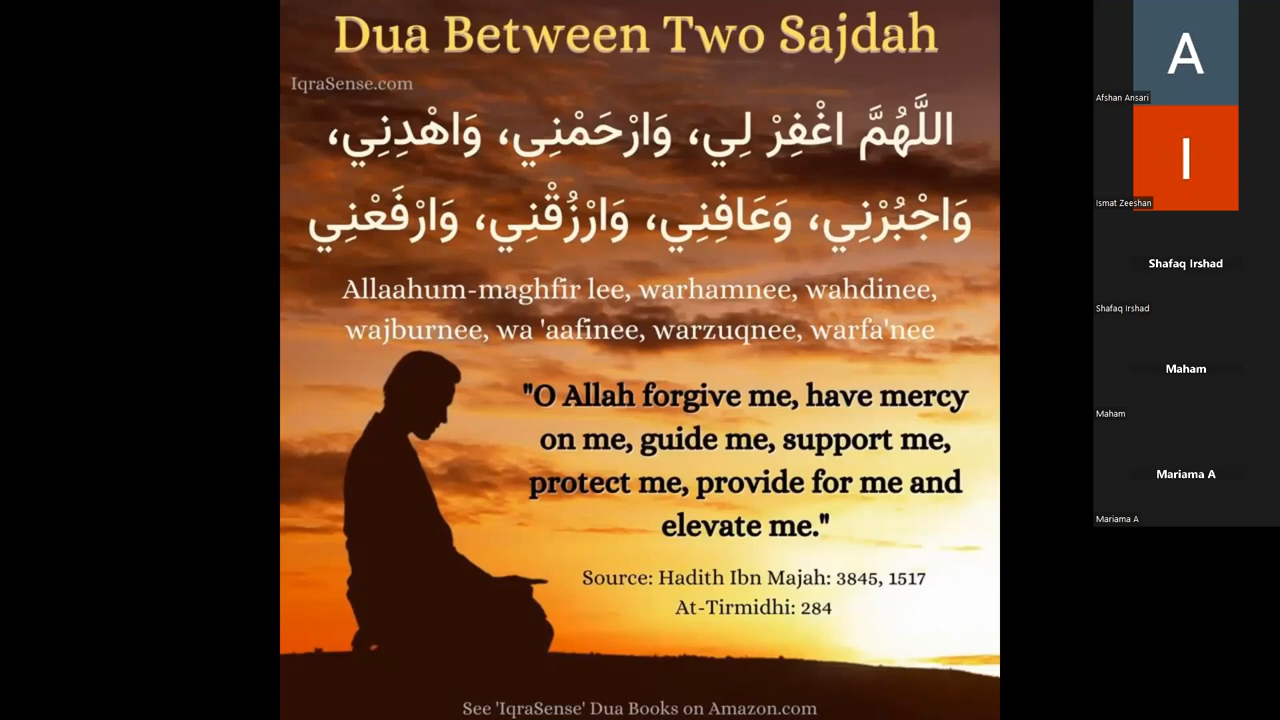 Dua Between Two Sajdah
IqraSense.com
اللَّهُمَّ اغْفِرْ لِي، وَارْحَمْنِي، وَاهْدِنِي،
وَاجْبُرْنِي، وَعَافِنِي، وَارْزُقْنِي، وَارْفَعْنِي
Allaahum-maghfir lee, warhamnee, wahdinee,
wajburnee, wa 'aafinee, warzuqnee, warfa'nee
"O Allah forgive me, have mercy
on me, guide me, support me,
protect me, provide for me and
elevate me."
Source: Hadith Ibn Majah: 3845, 1517
At-Tirmidhi: 284
See 'IqraSense' Dua Books on Amazon.com
A
Afshan Ansari
I
Ismat Zeeshan
Shafaq Irshad
Shafaq Irshad
Maham
Maham
Mariama A
Mariama A